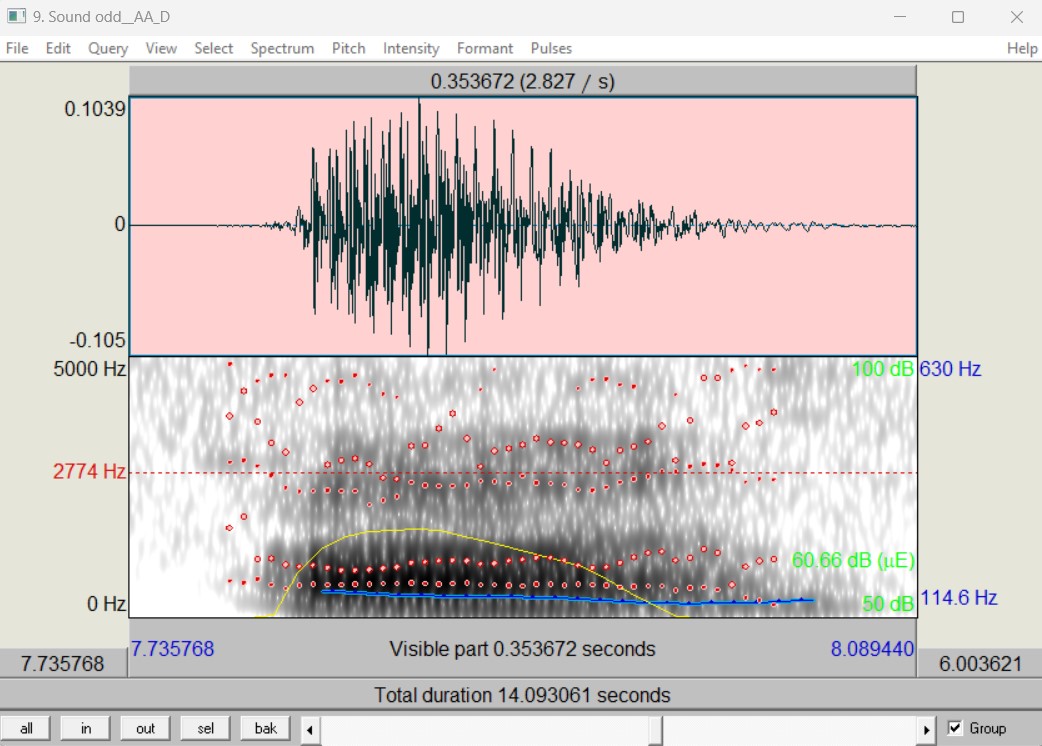 9. Sound odd__AA_D
File Edit Query View Select Spectrum Pitch Intensity Formant Pulses Help
0.353672 (2.827 / s)
0.1039
0
-0.105
5000 Hz 100 dB 630 Hz
2774 Hz
60.66 dB (µE)
0 Hz 50 dB 114.6 Hz
7.735768 Visible part 0.353672 seconds 8.089440
7.735768 6.003621
Total duration 14.093061 seconds
all in out sel bak Group